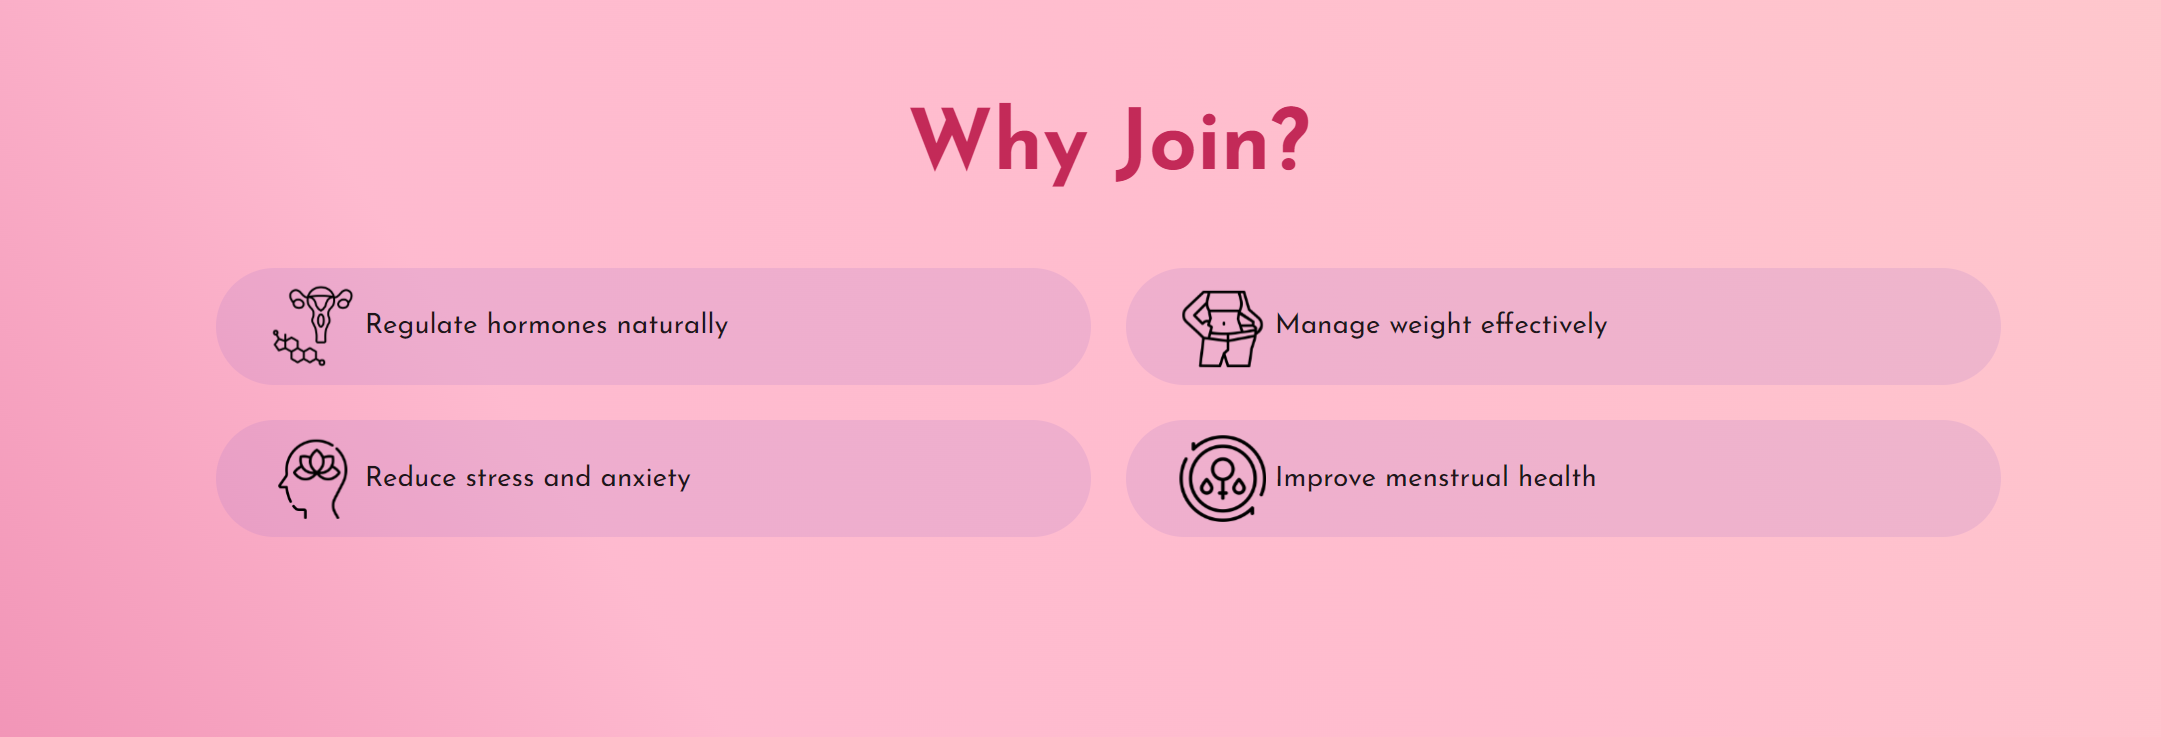 Why Join?
Regulate hormones naturally
Manage weight effectively
Reduce stress and anxiety
Improve menstrual health